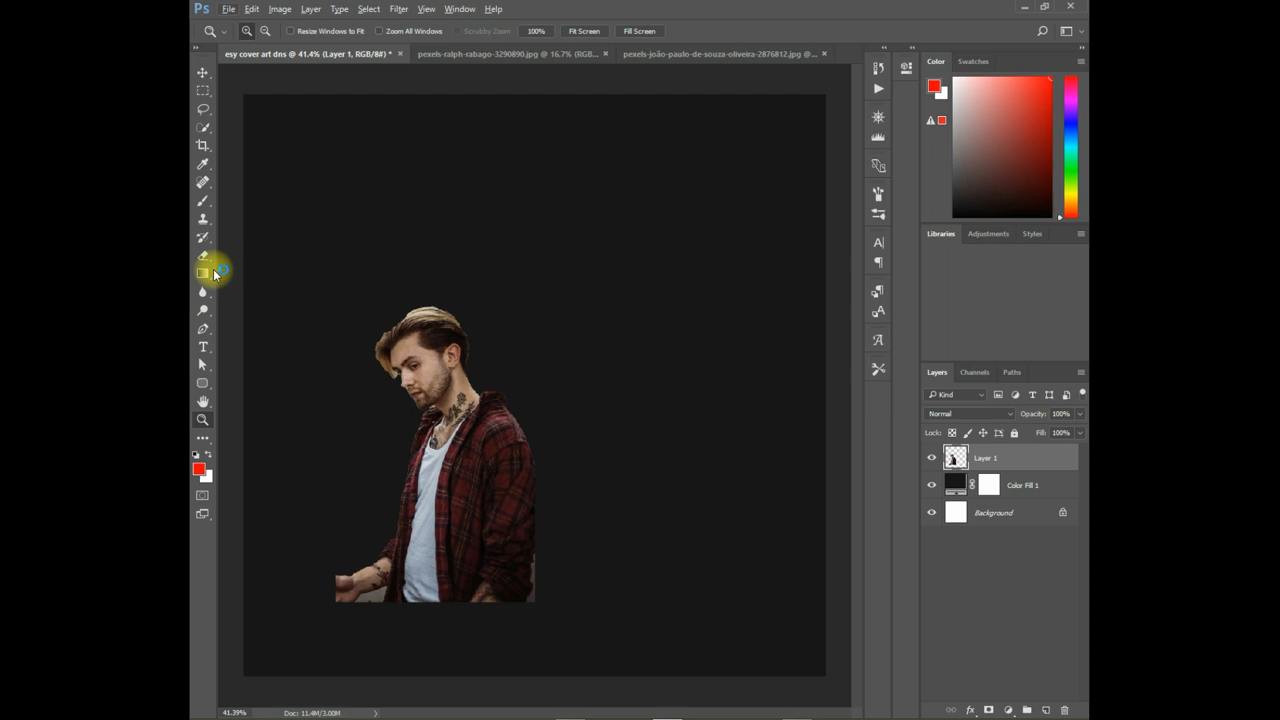 Ps File Edit Image Layer Type Select Filter View Window Help
Resize Windows to Fit Zoom All Windows Scrubby Zoom 100% Fit Screen Fill Screen
esy cover art dns @ 41.4% (Layer 1, RGB/8#) * × pexels-ralph-rabago-3290890.jpg @ 16.7% (RGB... × pexels-joão-paulo-de-souza-oliveira-2876812.jpg @... ×
Color Swatches
Libraries Adjustments Styles
Layers Channels Paths
Kind
Normal Opacity: 100%
Lock: Fill: 100%
Layer 1
Color Fill 1
Background
fx
41.39% Doc: 11.4M/3.00M